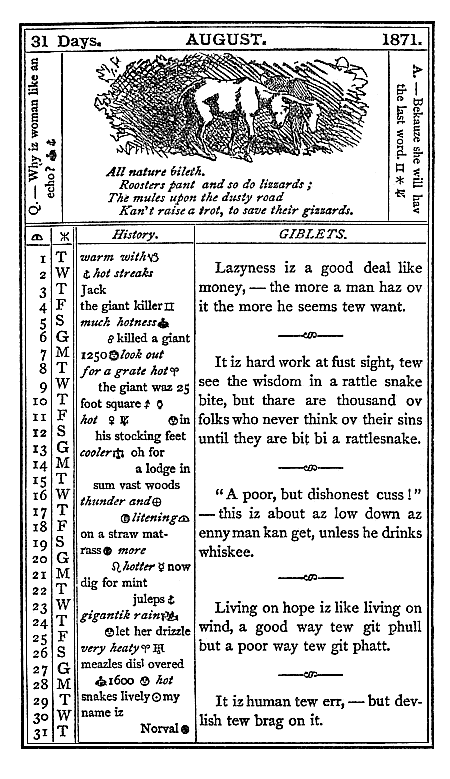 31 Days. AUGUST. 1871.
Q. — Why iz woman like an
echo?
A. — Bekauze she will hav
the last word.
All nature bileth.
Roosters pant and so do lizzards ;
The mules upon the dusty road
Kan't raise a trot, to save their gizzards.
History. GIBLETS.
1 T warm with
2 W hot streaks
3 T Jack
4 F the giant killer
5 S much hotness
6 G killed a giant
7 M 1250 look out
8 T for a grate hot
9 W the giant waz 25
10 T foot square
11 F hot in
12 S his stocking feet
13 G cooler oh for
14 M a lodge in
15 T sum vast woods
16 W thunder and
17 T litening
18 F on a straw mat-
19 S rass more
20 G hotter now
21 M dig for mint
22 T juleps
23 W gigantik rain
24 T let her drizzle
25 F very heaty
26 S meazles disl overed
27 G 1600 hot
28 M snakes lively my
29 T name iz
30 W Norval
31 T
Lazyness iz a good deal like
money, — the more a man haz ov
it the more he seems tew want.
It iz hard work at fust sight, tew
see the wisdom in a rattle snake
bite, but thare are thousand ov
folks who never think ov their sins
until they are bit bi a rattlesnake.
"A poor, but dishonest cuss!"
— this iz about az low down az
enny man kan get, unless he drinks
whiskee.
Living on hope iz like living on
wind, a good way tew git phull
but a poor way tew git phatt.
It iz human tew err, — but dev-
lish tew brag on it.